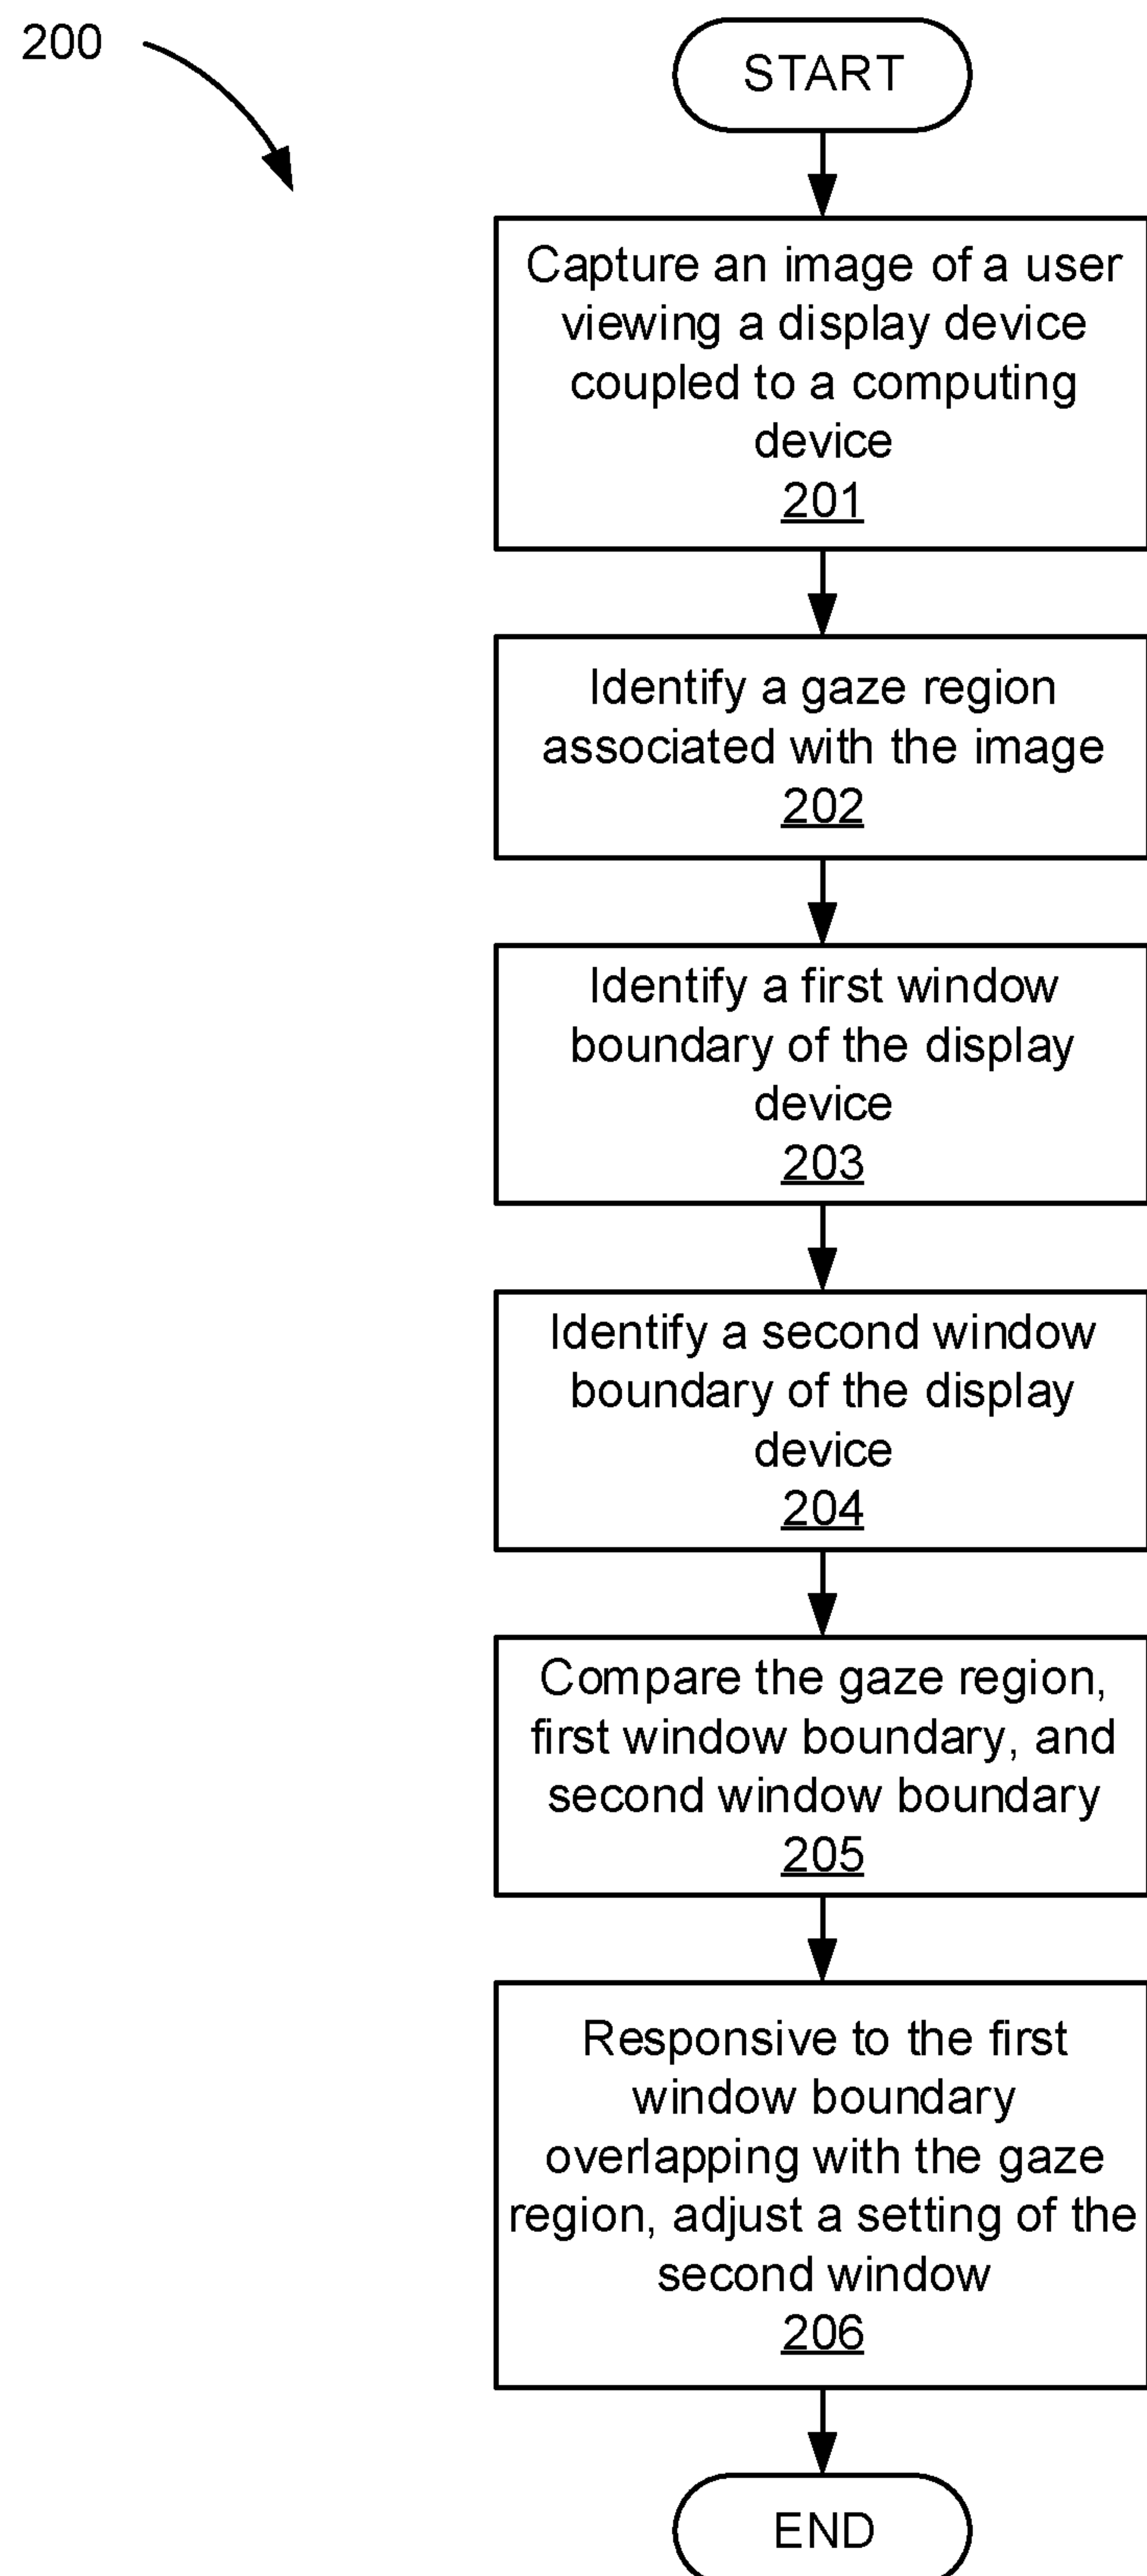 200
START
Capture an image of a user
viewing a display device
coupled to a computing
device
201
Identify a gaze region
associated with the image
202
Identify a first window
boundary of the display
device
203
Identify a second window
boundary of the display
device
204
Compare the gaze region,
first window boundary, and
second window boundary
205
Responsive to the first
window boundary
overlapping with the gaze
region, adjust a setting of the
second window
206
END